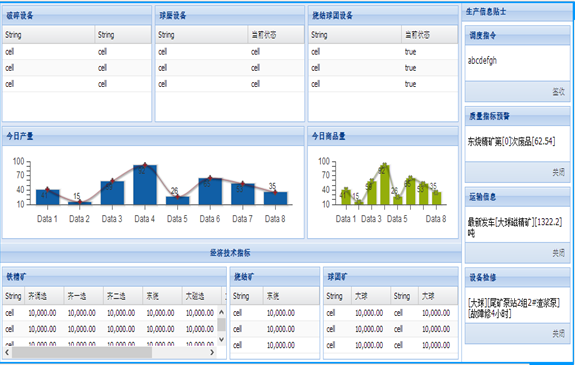 破碎设备
String String
cell cell
cell cell
cell cell
球磨设备
String 当前状态
cell cell
cell cell
cell cell
烧结球团设备
String 当前状态
cell true
cell true
cell true
今日产量
100
70
40
10
41 15 92 26 53 35
Data 1 Data 2 Data 3 Data 4 Data 5 Data 6 Data 7 Data 8
今日商品量
100
70
40
10
41 15 92 26 53 35
Data 1 Data 3 Data 5 Data 8
经济技术指标
铁精矿
String 齐调选 齐一选 齐二选 东烧 大磁选
cell 10,000.00 10,000.00 10,000.00 10,000.00 10,000.00
cell 10,000.00 10,000.00 10,000.00 10,000.00 10,000.00
cell 10,000.00 10,000.00 10,000.00 10,000.00 10,000.00
烧结矿
String 东烧
cell 10,000.00
cell 10,000.00
cell 10,000.00
球团矿
String 大球 String 大球
cell 10,000.00 cell 10,000.00
cell 10,000.00 cell 10,000.00
cell 10,000.00 cell 10,000.00
生产信息贴士
调度指令
abcdefgh
签收
质量指标预警
东烧精矿第[0]次废品[62.54]
关闭
运输信息
最新发车[大球磁精矿][1322.2]
吨
关闭
设备检修
[大球][尾矿泵站2组2#渣浆泵]
[故障修4小时]
关闭